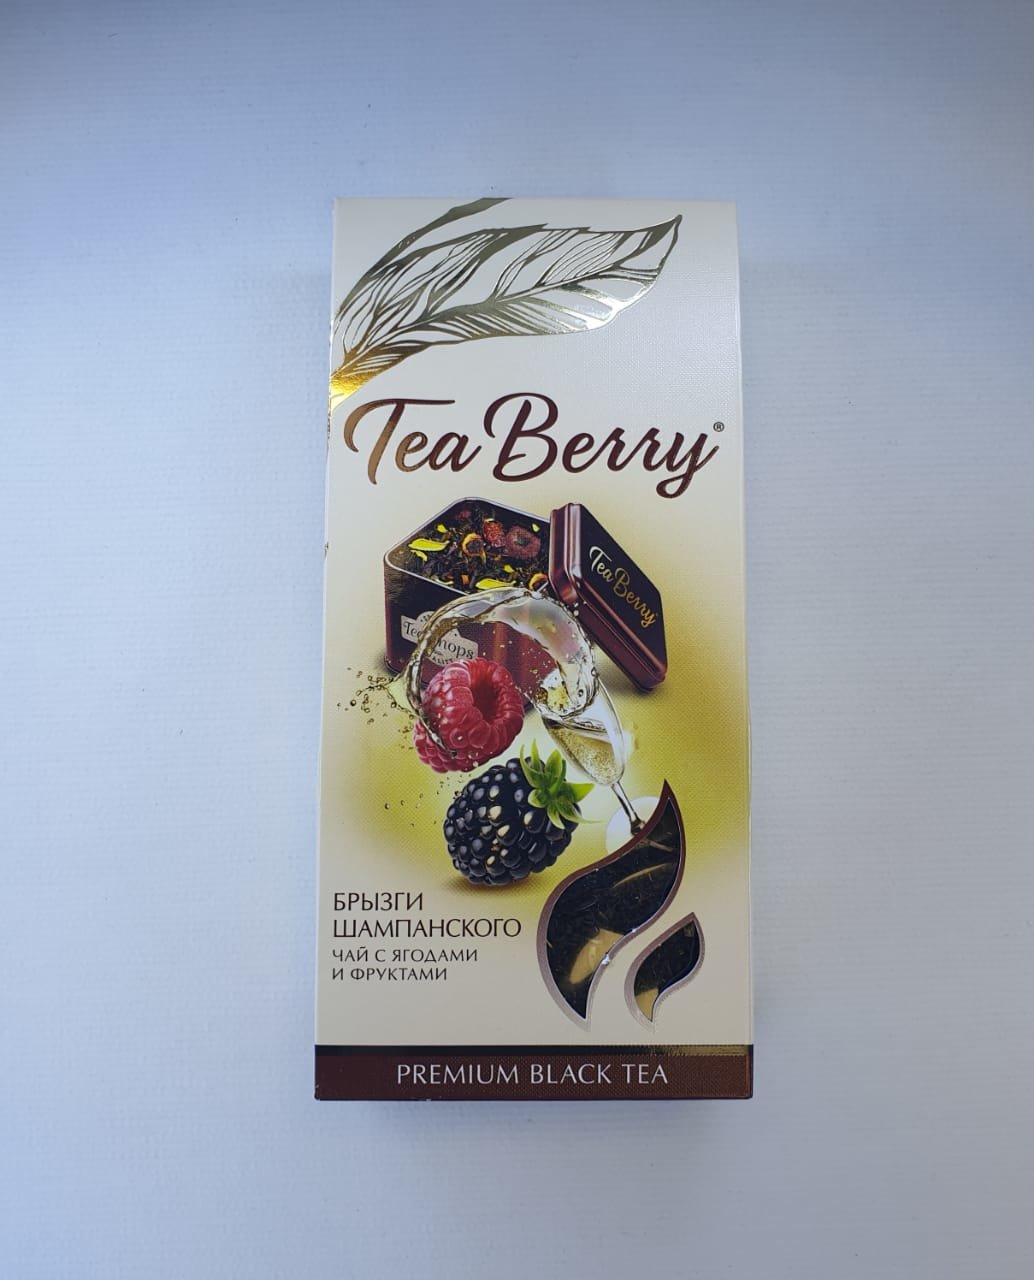 Tea Berry®
Tea Berry
БРЫЗГИ
ШАМПАНСКОГО
ЧАЙ С ЯГОДАМИ
И ФРУКТАМИ
PREMIUM BLACK TEA